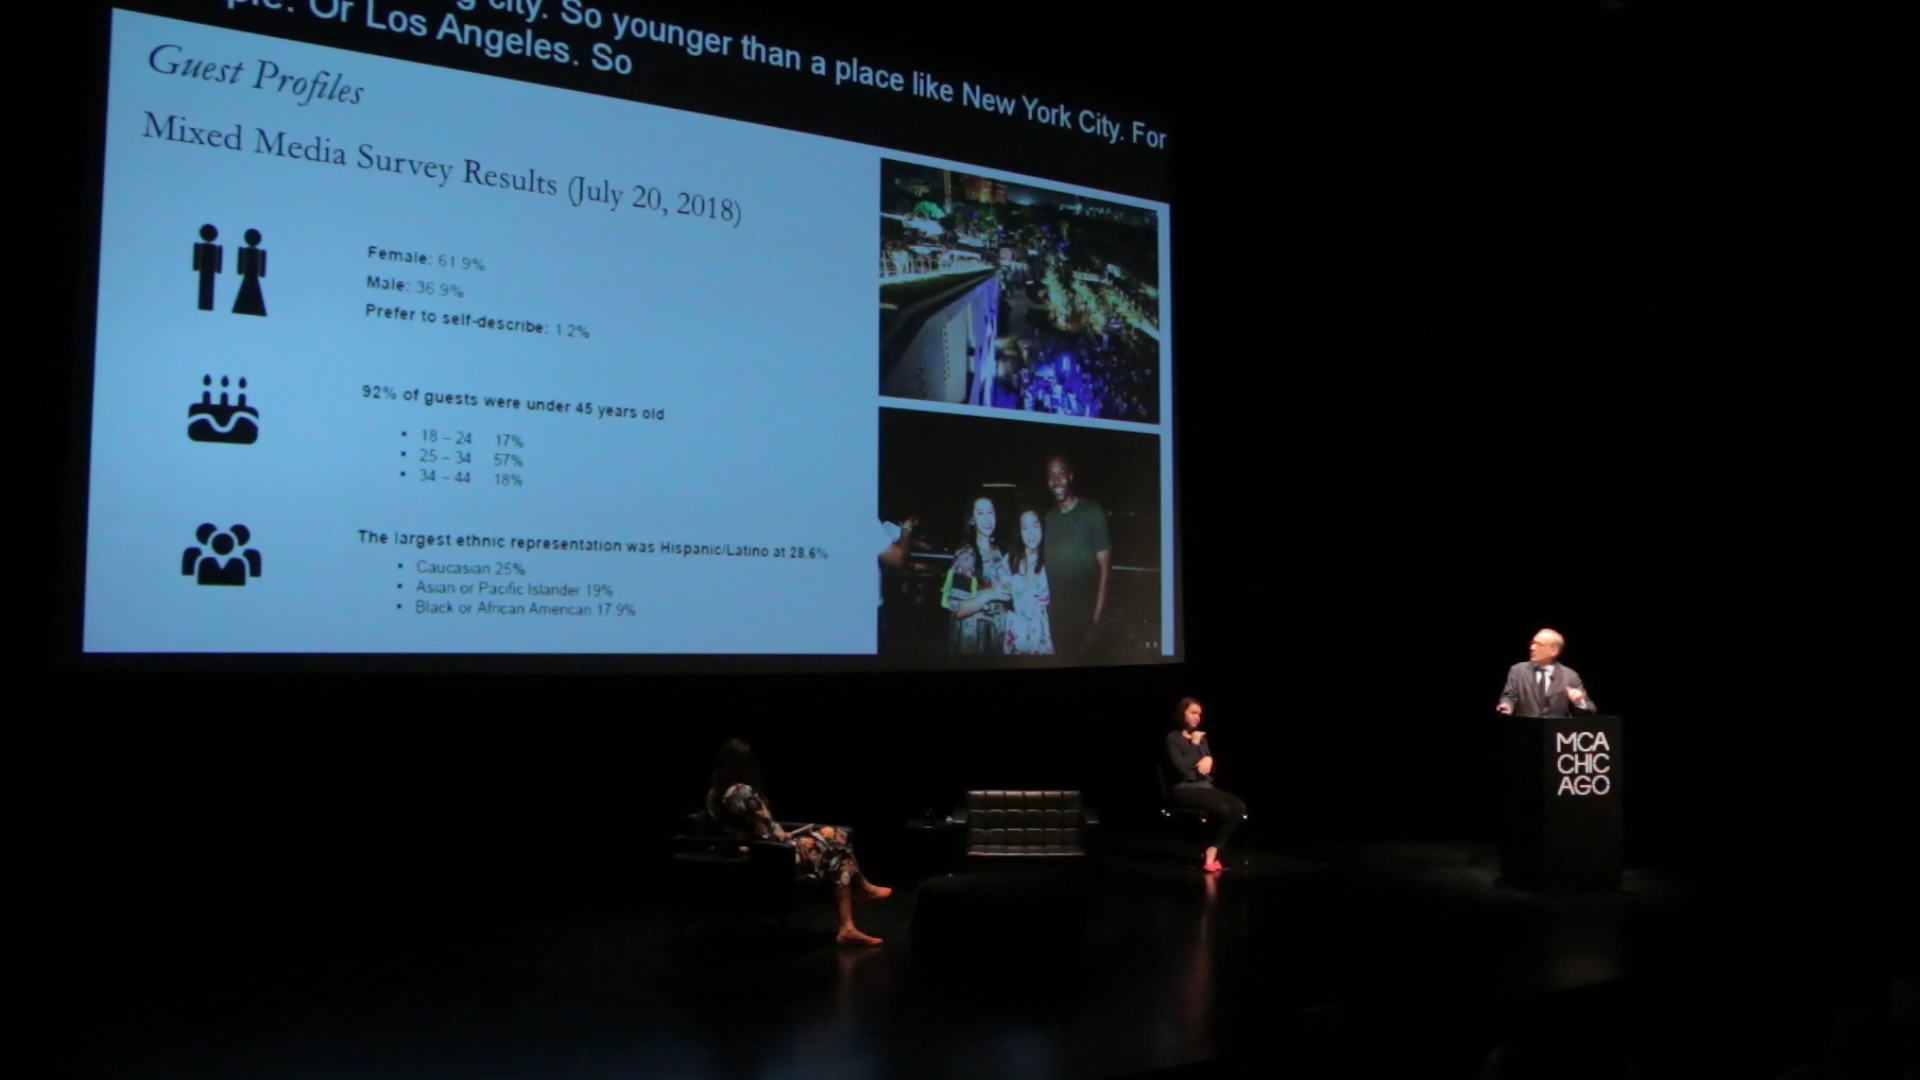 g city. So younger than a place like New York City. For
ple. Or Los Angeles. So
Guest Profiles
Mixed Media Survey Results (July 20, 2018)
Female: 61.9%
Male: 36.9%
Prefer to self-describe: 1.2%
92% of guests were under 45 years old
▪ 18 – 24 17%
▪ 25 – 34 57%
▪ 34 – 44 18%
The largest ethnic representation was Hispanic/Latino at 28.6%
▪ Caucasian 25%
▪ Asian or Pacific Islander 19%
▪ Black or African American 17.9%
MCA
CHIC
AGO